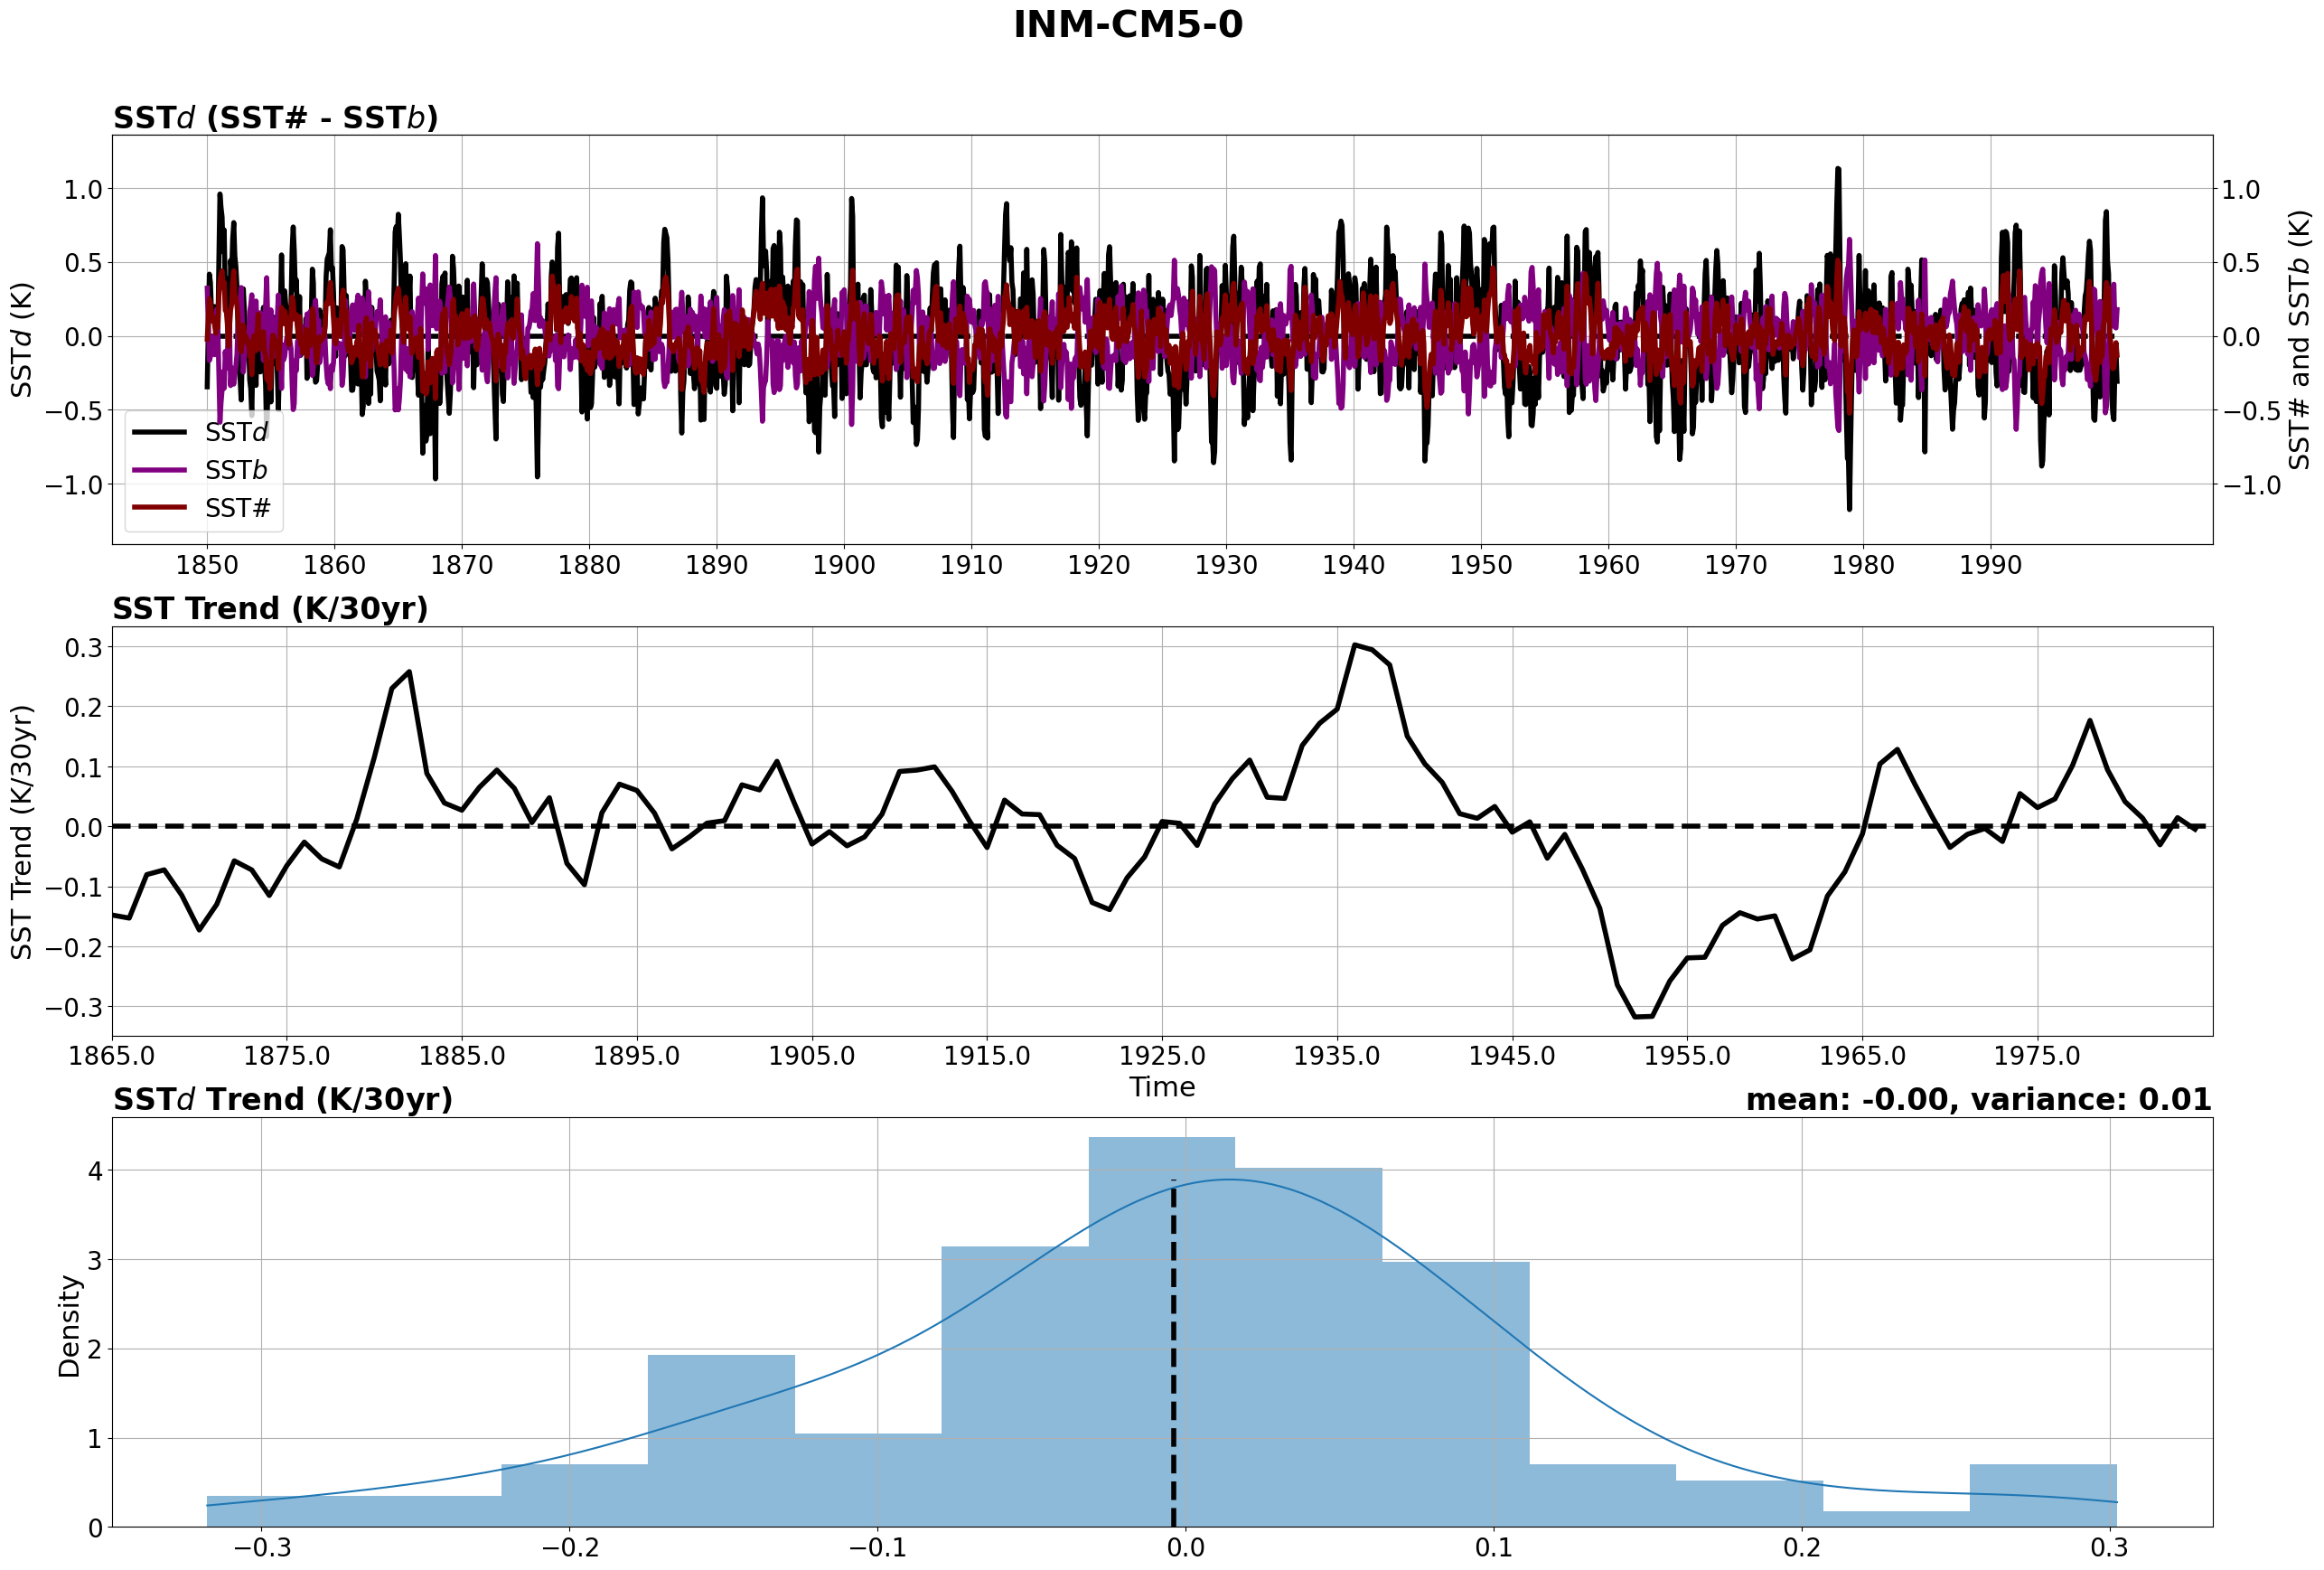 INM-CM5-0
SSTd (SST# - SSTb)
SSTd (K)
1.0
0.5
0.0
−0.5
−1.0
SSTd
SSTb
SST#
1.0
0.5
0.0
−0.5
−1.0
SST# and SSTb (K)
1850 1860 1870 1880 1890 1900 1910 1920 1930 1940 1950 1960 1970 1980 1990
SST Trend (K/30yr)
SST Trend (K/30yr)
0.3
0.2
0.1
0.0
−0.1
−0.2
−0.3
1865.0 1875.0 1885.0 1895.0 1905.0 1915.0 1925.0 1935.0 1945.0 1955.0 1965.0 1975.0
Time
SSTd Trend (K/30yr) mean: -0.00, variance: 0.01
Density
4
3
2
1
0
−0.3 −0.2 −0.1 0.0 0.1 0.2 0.3